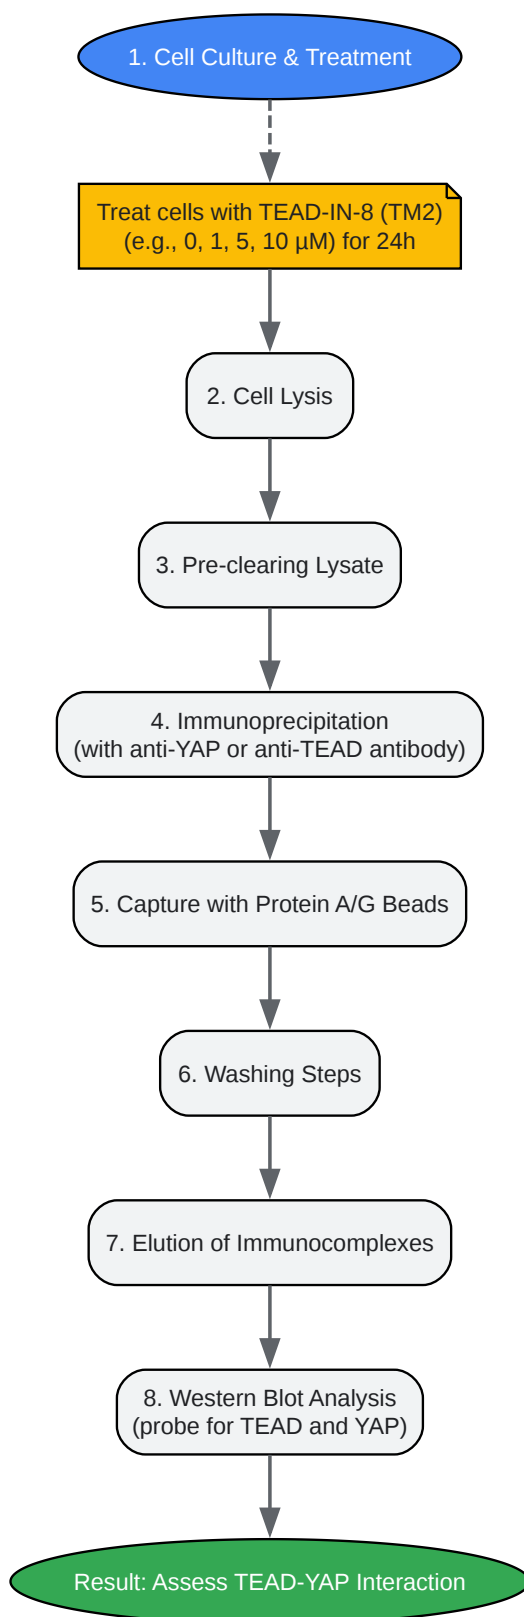 1. Cell Culture & Treatment
Treat cells with TEAD-IN-8 (TM2)
(e.g., 0, 1, 5, 10 µM) for 24h
2. Cell Lysis
3. Pre-clearing Lysate
4. Immunoprecipitation
(with anti-YAP or anti-TEAD antibody)
5. Capture with Protein A/G Beads
6. Washing Steps
7. Elution of Immunocomplexes
8. Western Blot Analysis
(probe for TEAD and YAP)
Result: Assess TEAD-YAP Interaction